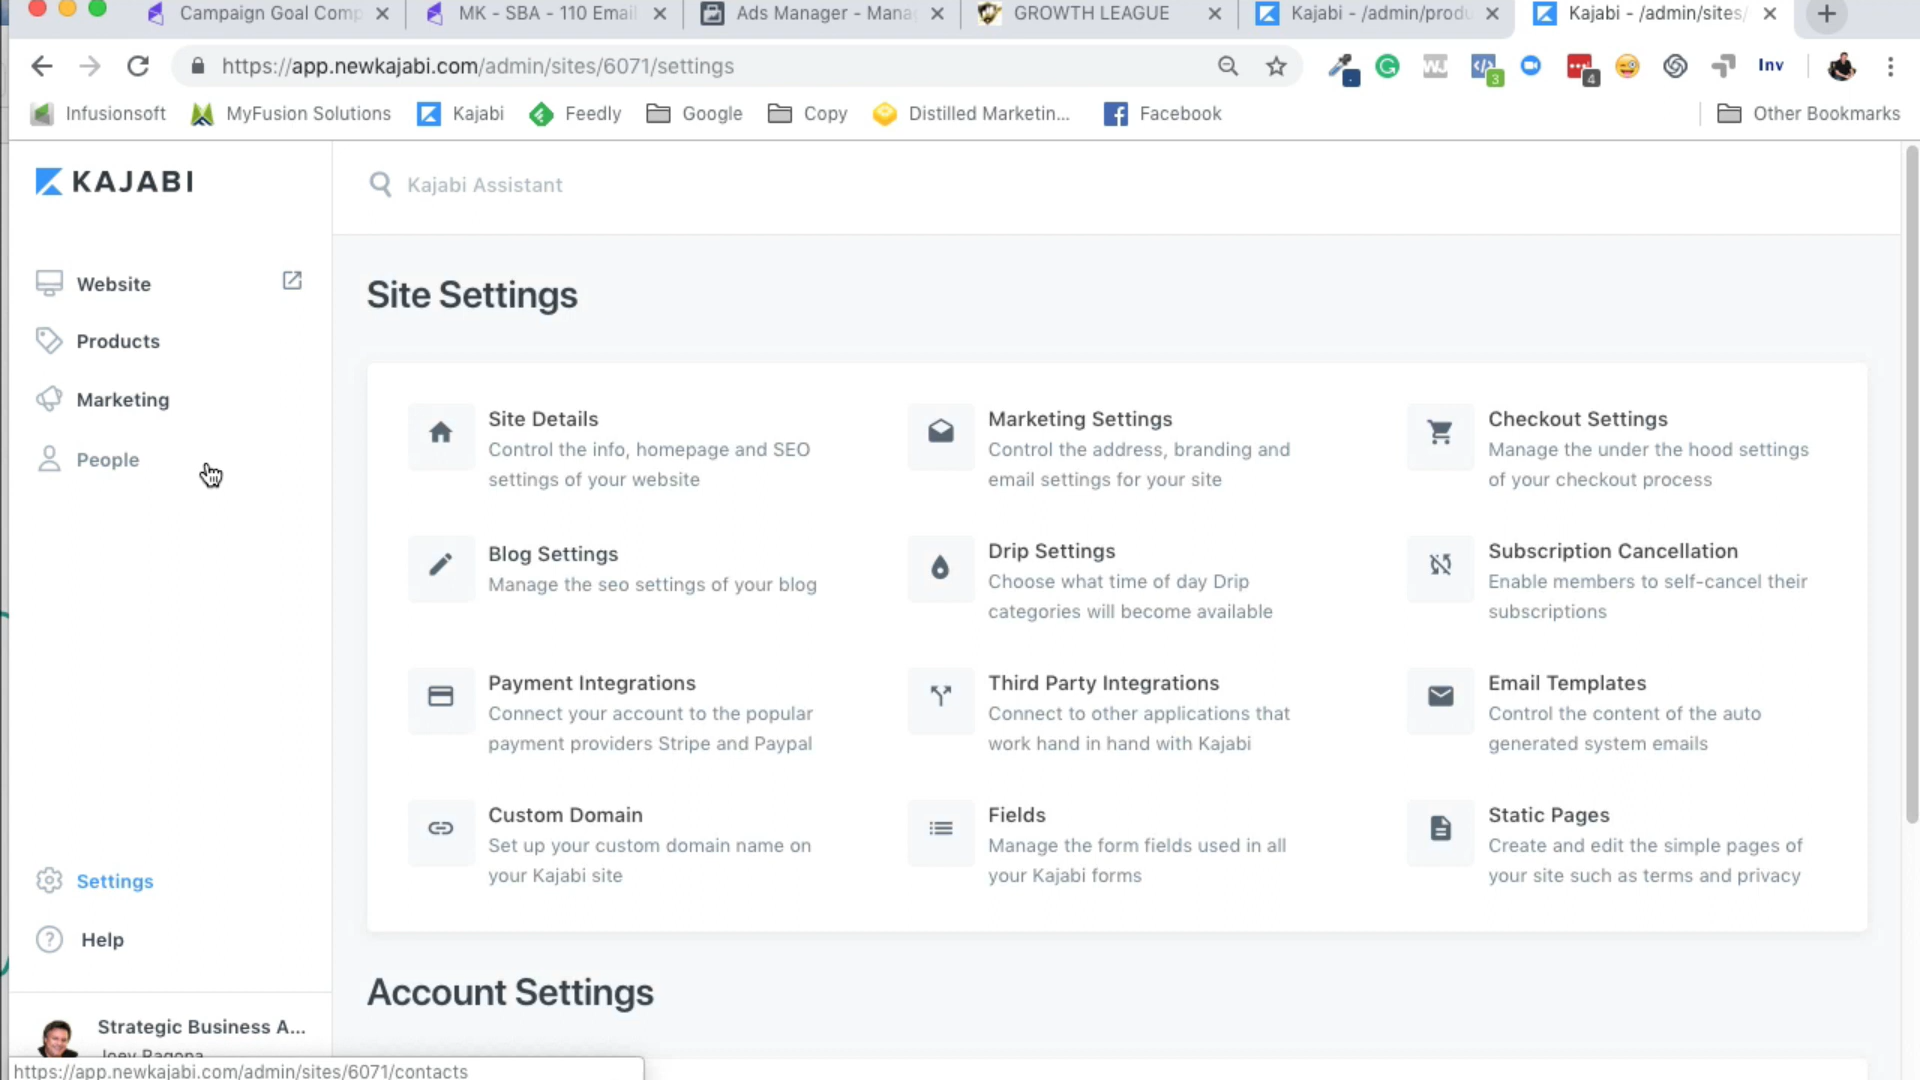 Campaign Goal Comp
MK - SBA - 110 Email
Ads Manager - Mana
GROWTH LEAGUE
Kajabi - /admin/produ
Kajabi - /admin/sites/
https://app.newkajabi.com/admin/sites/6071/settings
3
4
Inv
Infusionsoft
MyFusion Solutions
Kajabi
Feedly
Google
Copy
Distilled Marketin...
Facebook
Other Bookmarks
KAJABI
Kajabi Assistant
Website
Products
Marketing
People
Settings
Help
Strategic Business A...
Joey Ragona
https://app.newkajabi.com/admin/sites/6071/contacts
Site Settings
Site Details
Control the info, homepage and SEO
settings of your website
Marketing Settings
Control the address, branding and
email settings for your site
Checkout Settings
Manage the under the hood settings
of your checkout process
Blog Settings
Manage the seo settings of your blog
Drip Settings
Choose what time of day Drip
categories will become available
Subscription Cancellation
Enable members to self-cancel their
subscriptions
Payment Integrations
Connect your account to the popular
payment providers Stripe and Paypal
Third Party Integrations
Connect to other applications that
work hand in hand with Kajabi
Email Templates
Control the content of the auto
generated system emails
Custom Domain
Set up your custom domain name on
your Kajabi site
Fields
Manage the form fields used in all
your Kajabi forms
Static Pages
Create and edit the simple pages of
your site such as terms and privacy
Account Settings